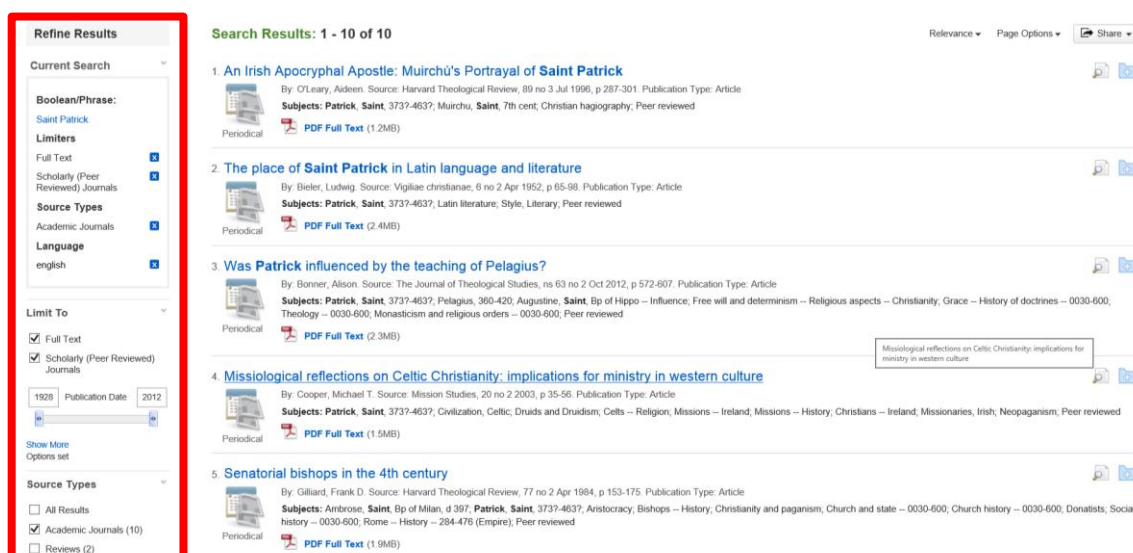 Refine Results
Current Search
Boolean/Phrase:
Saint Patrick
Limiters
Full Text
Scholarly (Peer
Reviewed) Journals
Source Types
Academic Journals
Language
english
Limit To
Full Text
Scholarly (Peer Reviewed)
Journals
1928 Publication Date 2012
Show More
Options set
Source Types
All Results
Academic Journals (10)
Reviews (2)
Search Results: 1 - 10 of 10
Relevance Page Options Share
1. An Irish Apocryphal Apostle: Muirchú's Portrayal of Saint Patrick
By: O'Leary, Aideen. Source: Harvard Theological Review, 89 no 3 Jul 1996, p 287-301. Publication Type: Article
Subjects: Patrick, Saint, 373?-463?; Muirchu, Saint, 7th cent; Christian hagiography; Peer reviewed
Periodical
PDF Full Text (1.2MB)
2. The place of Saint Patrick in Latin language and literature
By: Bieler, Ludwig. Source: Vigiliae christianae, 6 no 2 Apr 1952, p 65-98. Publication Type: Article
Subjects: Patrick, Saint, 373?-463?; Latin literature; Style, Literary; Peer reviewed
Periodical
PDF Full Text (2.4MB)
3. Was Patrick influenced by the teaching of Pelagius?
By: Bonner, Alison. Source: The Journal of Theological Studies, ns 63 no 2 Oct 2012, p 572-607. Publication Type: Article
Subjects: Patrick, Saint, 373?-463?; Pelagius, 360-420; Augustine, Saint, Bp of Hippo -- Influence; Free will and determinism -- Religious aspects -- Christianity; Grace -- History of doctrines -- 0030-600;
Theology -- 0030-600; Monasticism and religious orders -- 0030-600; Peer reviewed
Periodical
PDF Full Text (2.3MB)
Missiological reflections on Celtic Christianity: implications for
ministry in western culture
4. Missiological reflections on Celtic Christianity: implications for ministry in western culture
By: Cooper, Michael T. Source: Mission Studies, 20 no 2 2003, p 35-56. Publication Type: Article
Subjects: Patrick, Saint, 373?-463?; Civilization, Celtic; Druids and Druidism; Celts -- Religion; Missions -- Ireland; Missions -- History; Christians -- Ireland; Missionaries, Irish; Neopaganism; Peer reviewed
Periodical
PDF Full Text (1.5MB)
5. Senatorial bishops in the 4th century
By: Gilliard, Frank D. Source: Harvard Theological Review, 77 no 2 Apr 1984, p 153-175. Publication Type: Article
Subjects: Ambrose, Saint, Bp of Milan, d 397; Patrick, Saint, 373?-463?; Aristocracy; Bishops -- History; Christianity and paganism; Church and state -- 0030-600; Church history -- 0030-600; Donatists; Socia
history -- 0030-600; Rome -- History -- 284-476 (Empire); Peer reviewed
Periodical
PDF Full Text (1.9MB)